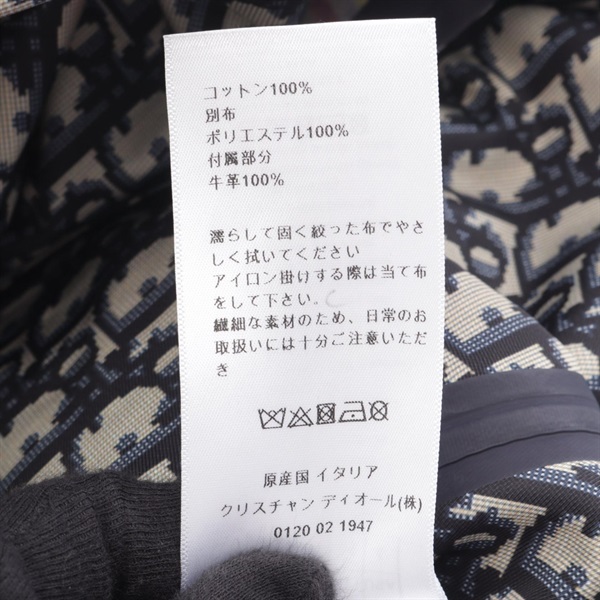 コットン100%
別布
ポリエステル100%
付属部分
牛革100%
濡らして固く絞った布でやさ
しく拭いてください
アイロン掛けする際は当て布
をして下さい。
繊細な素材のため、日常のお
取扱いには十分ご注意いただ
き
原産国 イタリア
クリスチャン ディオール(株)
0120 02 1947